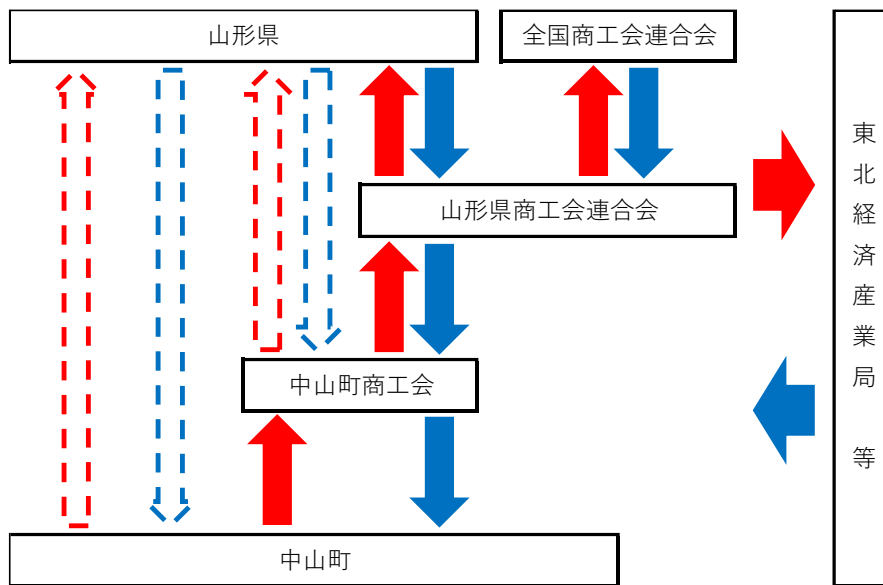 山形県
全国商工会連合会
山形県商工会連合会
中山町商工会
中山町
東北経済産業局　等